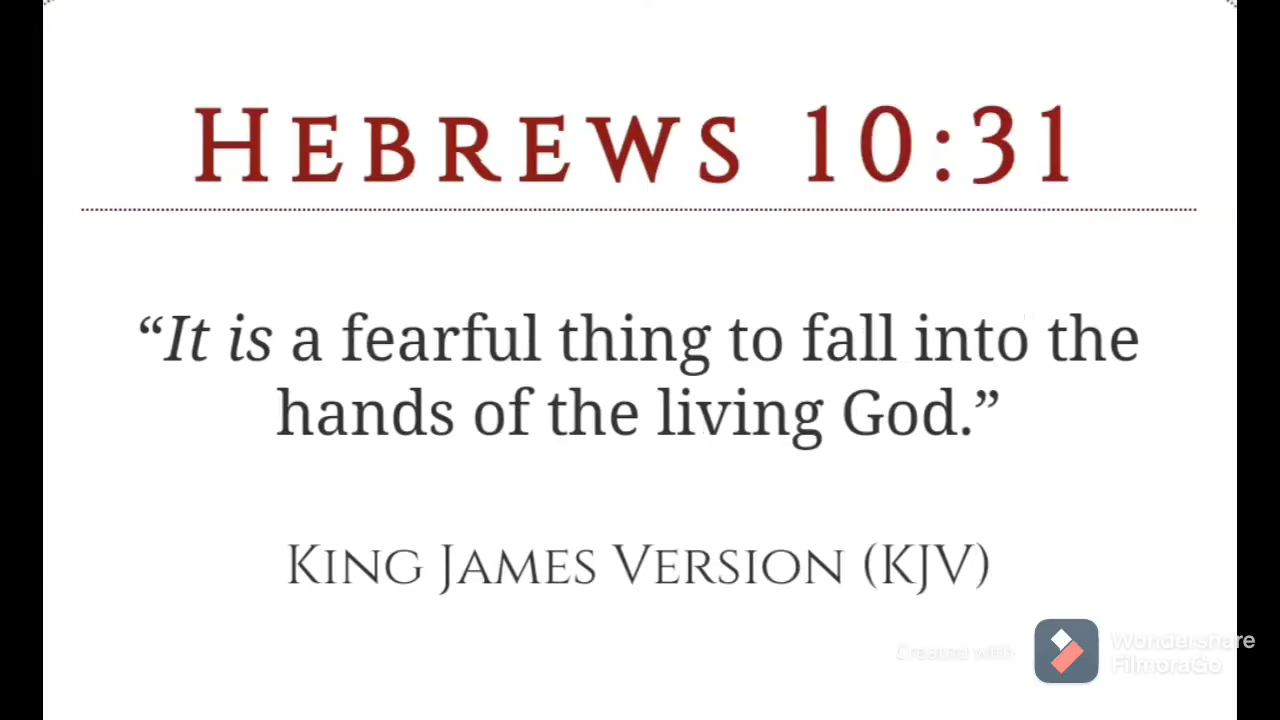 HEBREWS 10:31
“It is a fearful thing to fall into the
hands of the living God.”
KING JAMES VERSION (KJV)
Created with
Wondershare
FilmoraGo